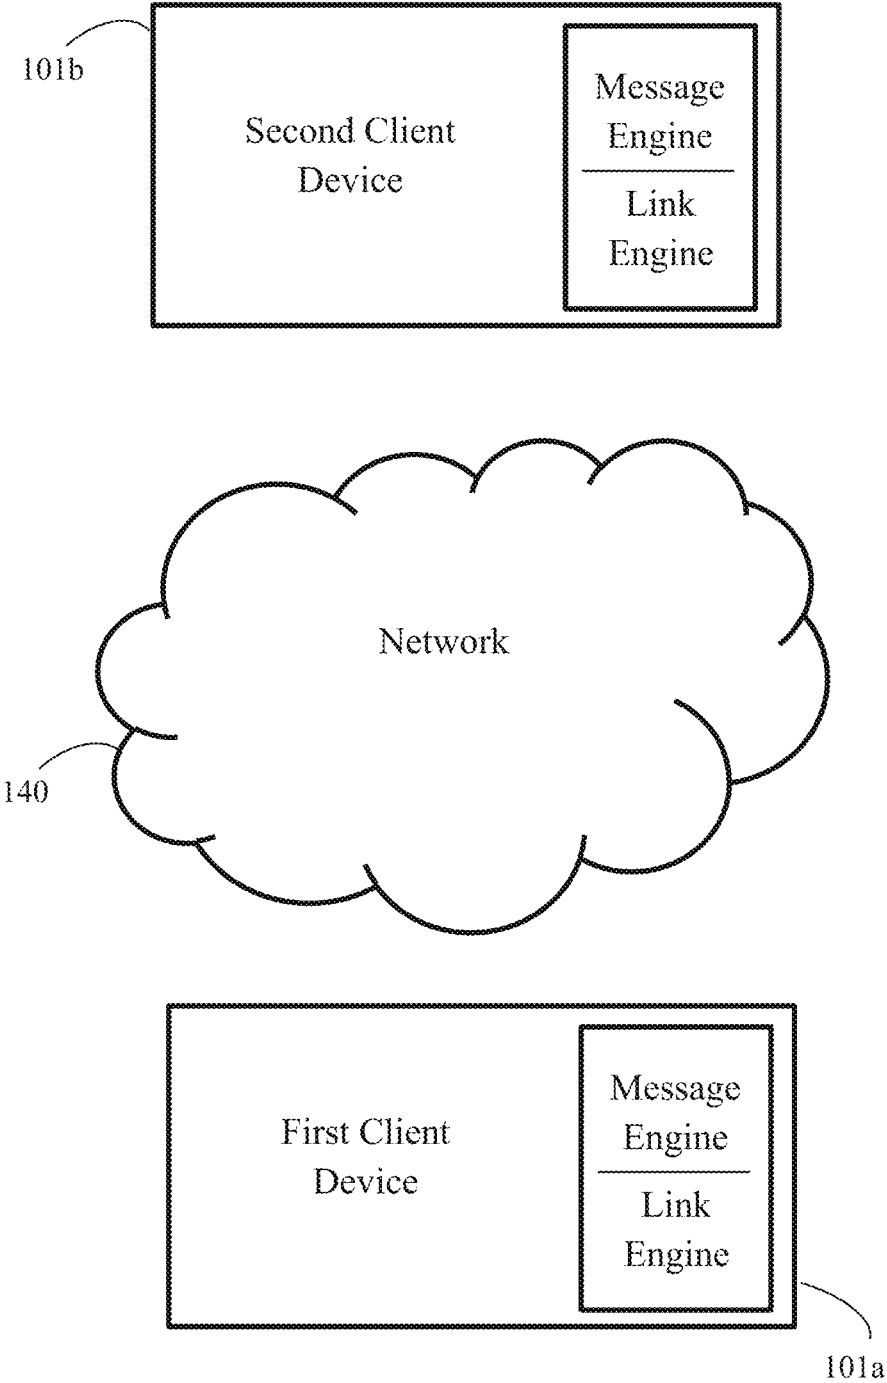 101b
Second Client
Device
Message
Engine
Link
Engine
Network
140
First Client
Device
Message
Engine
Link
Engine
101a